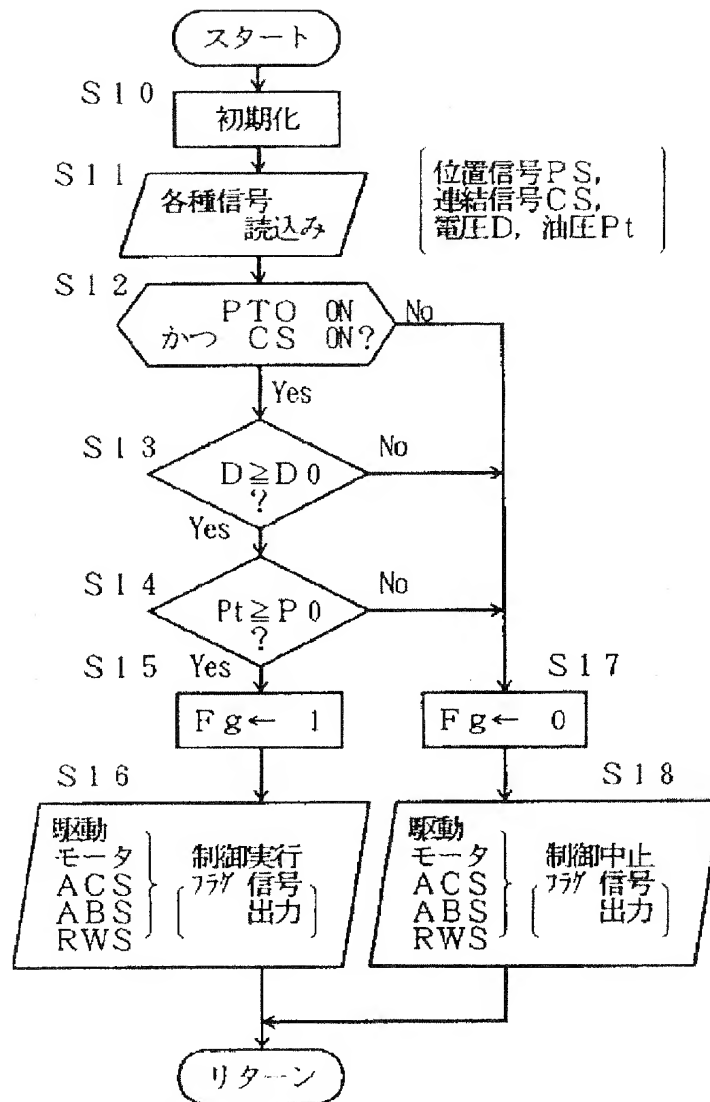 スタート
S10
初期化
S11
各種信号
読込み
位置信号PS,
連結信号CS,
電圧D, 油圧Pt
S12
PTO ON
かつ CS ON?
No
Yes
S13
D≧D0
?
No
Yes
S14
Pt≧P0
?
No
S15 Yes
Fg← 1
S17
Fg← 0
S16
駆動
モータ
ACS
ABS
RWS
制御実行
フラグ 信号
出力
S18
駆動
モータ
ACS
ABS
RWS
制御中止
フラグ 信号
出力
リターン